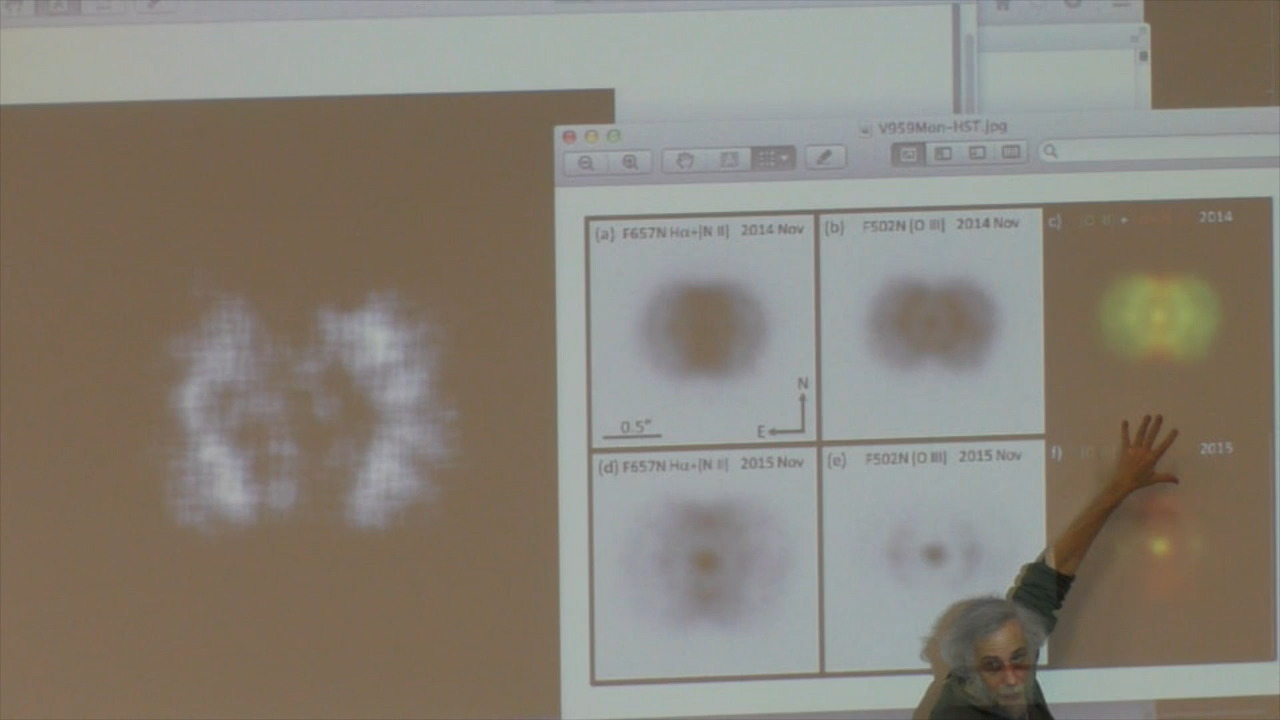 V959Mon-HST.jpg
(a) F657N Hα+[N II] 2014 Nov
(b) F502N [O III] 2014 Nov
c) + 2014
N
0.5"
E
(d) F657N Hα+[N II] 2015 Nov
(e) F502N [O III] 2015 Nov
f) 2015